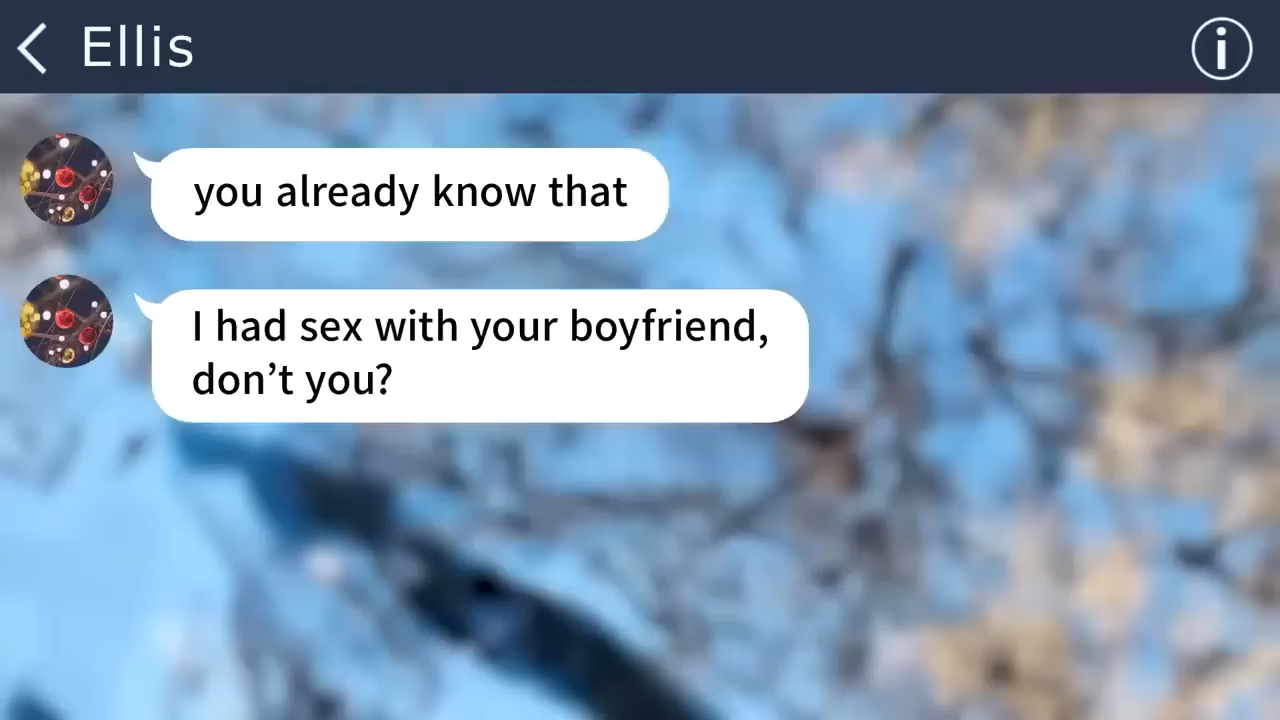 Ellis
you already know that
I had sex with your boyfriend,
don’t you?